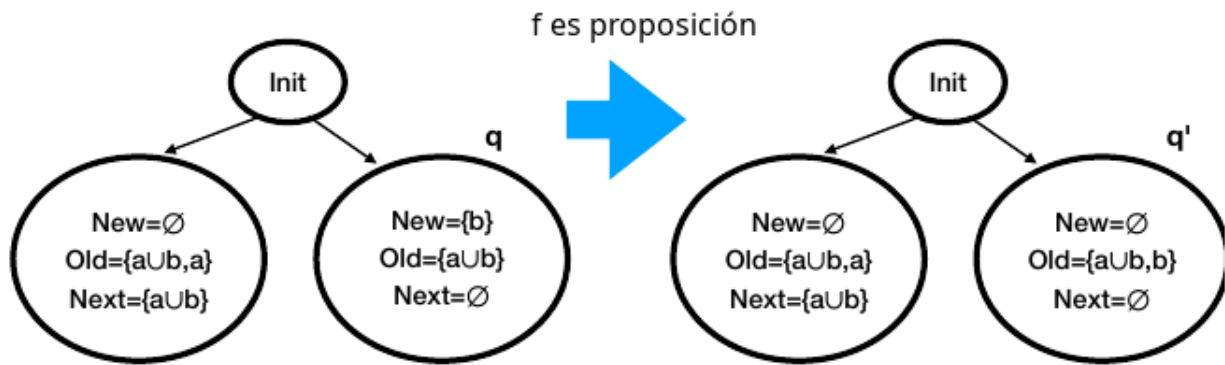 f es proposición
Init
q
New=∅
Old={a∪b,a}
Next={a∪b}
New={b}
Old={a∪b}
Next=∅
Init
q'
New=∅
Old={a∪b,a}
Next={a∪b}
New=∅
Old={a∪b,b}
Next=∅